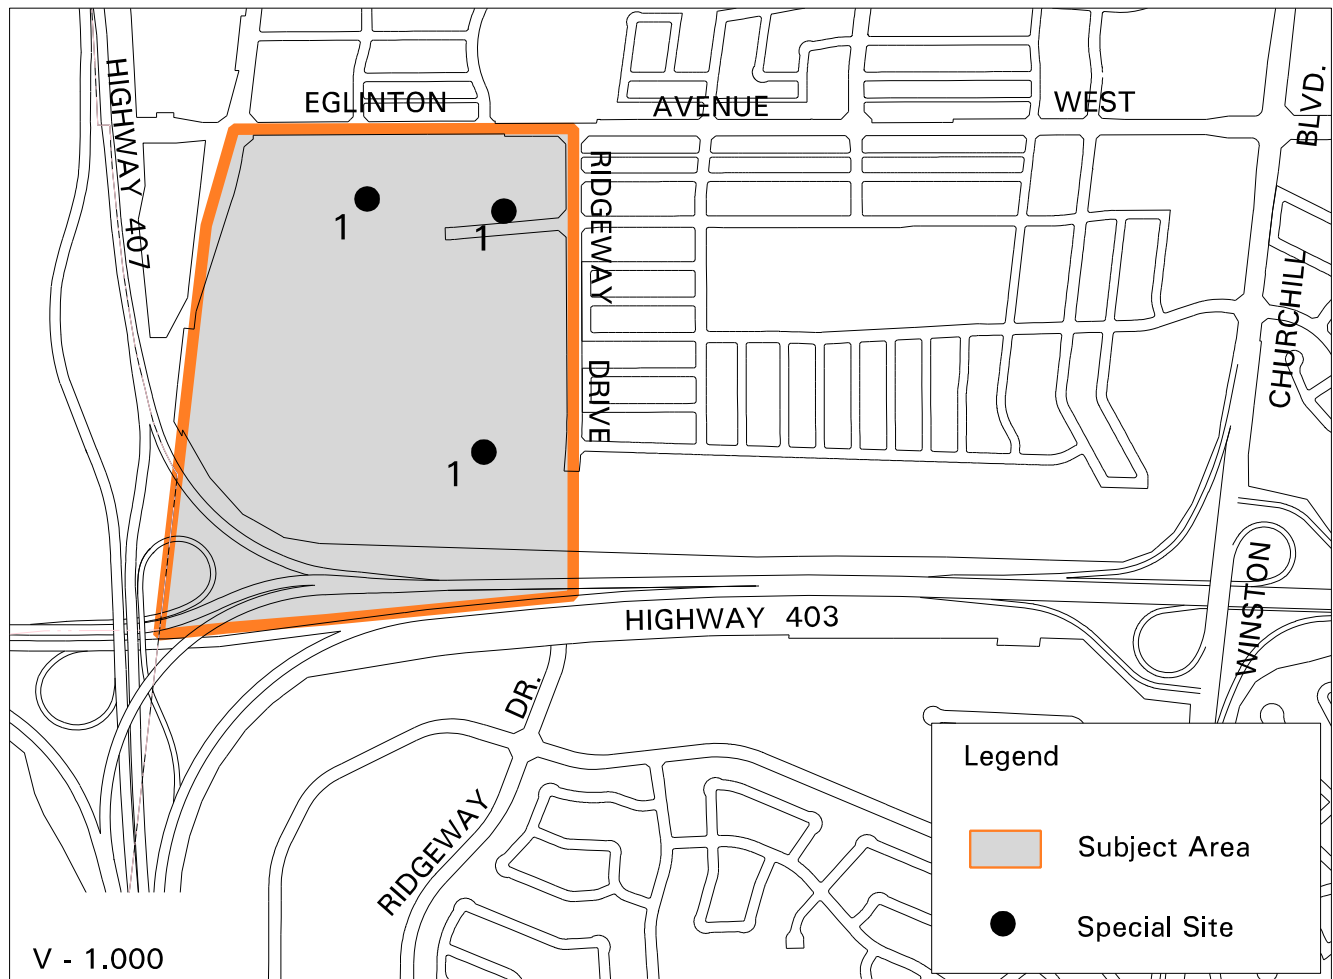 EGLINTON AVENUE WEST
HIGHWAY 407
BLVD.
RIDGEWAY DRIVE
1
1
CHURCHILL
1
WINSTON
HIGHWAY 403
DR.
RIDGEWAY
Legend
Subject Area
Special Site
V - 1.000